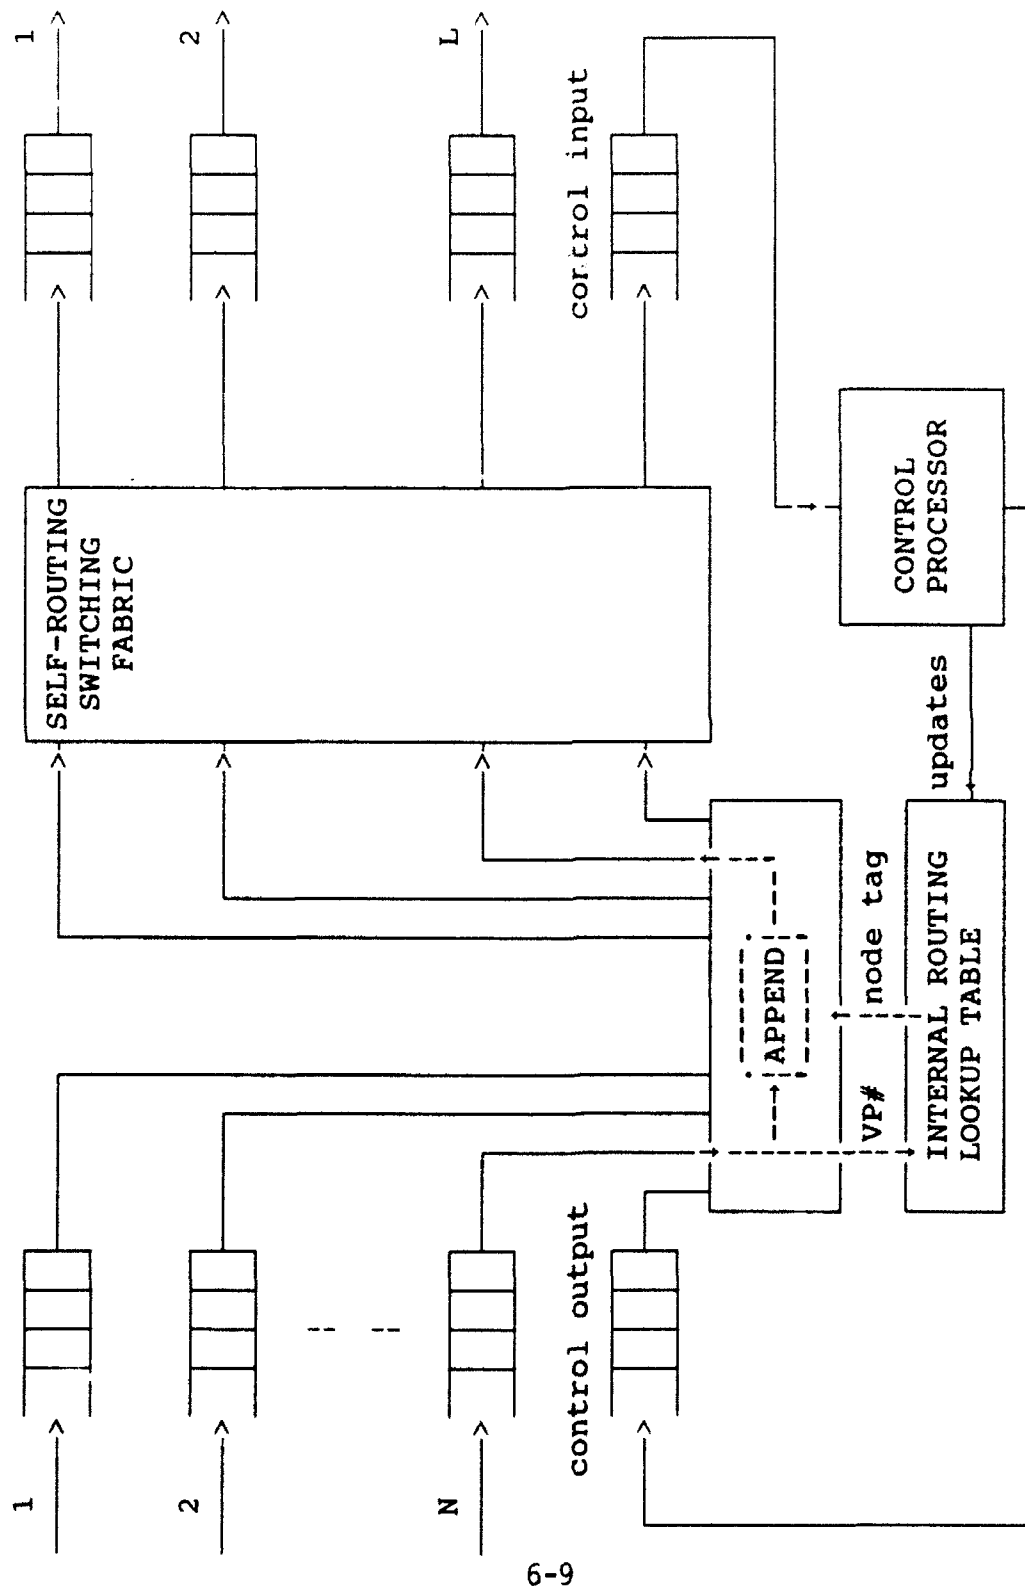 1
SELF-ROUTING
SWITCHING
FABRIC
1
2
2
N
L
control output
control input
APPEND
VP#
node tag
CONTROL
PROCESSOR
INTERNAL ROUTING
LOOKUP TABLE
updates
6-9